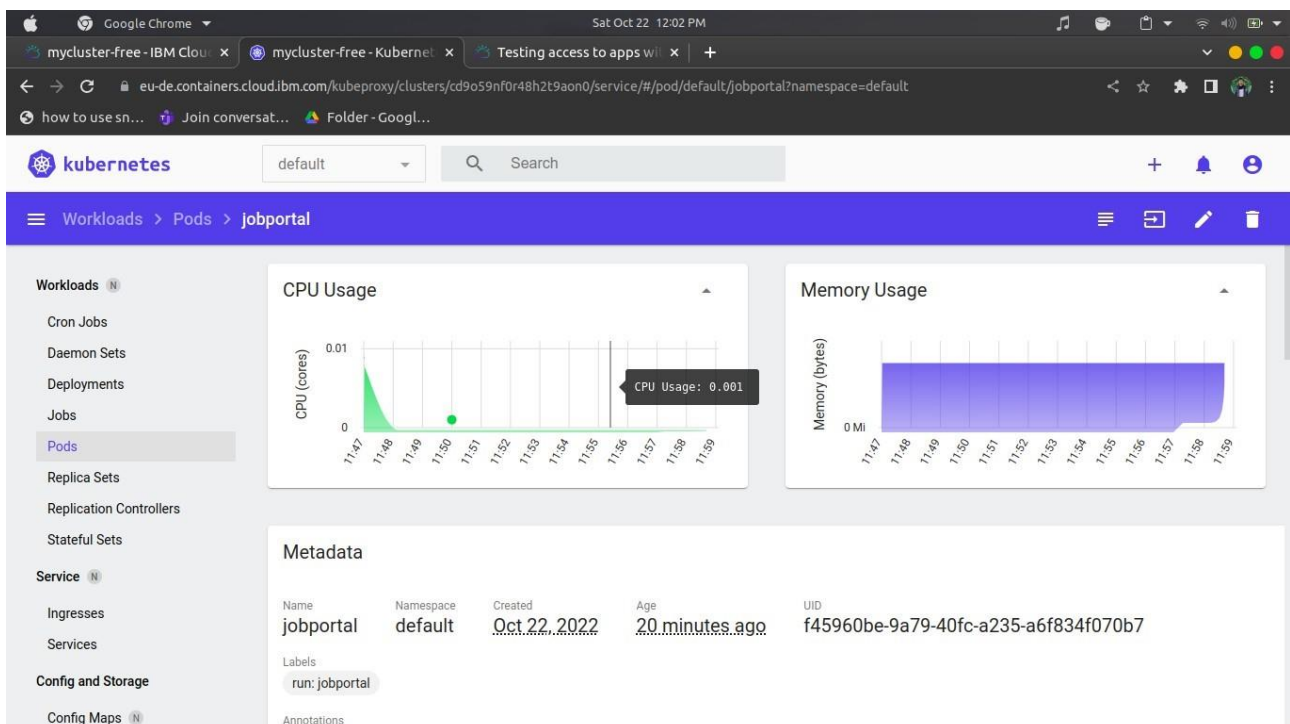 Google Chrome
Sat Oct 22 12:02 PM
mycluster-free - IBM Clou
mycluster-free - Kubernet
Testing access to apps wi
eu-de.containers.cloud.ibm.com/kubeproxy/clusters/cd9o59nf0r48h2t9aon0/service/#/pod/default/jobportal?namespace=default
how to use sn...
Join conversat...
Folder - Googl...
kubernetes
default
Search
Workloads > Pods > jobportal
Workloads N
Cron Jobs
Daemon Sets
Deployments
Jobs
Pods
Replica Sets
Replication Controllers
Stateful Sets
Service N
Ingresses
Services
Config and Storage
Config Maps N
CPU Usage
CPU (cores)
0.01
0
CPU Usage: 0.001
11:47 11:48 11:49 11:50 11:51 11:52 11:53 11:54 11:55 11:56 11:57 11:58 11:59
Memory Usage
Memory (bytes)
0 Mi
11:47 11:48 11:49 11:50 11:51 11:52 11:53 11:54 11:55 11:56 11:57 11:58 11:59
Metadata
Name Namespace Created Age UID
jobportal default Oct 22, 2022 20 minutes ago f45960be-9a79-40fc-a235-a6f834f070b7
Labels
run: jobportal
Annotations